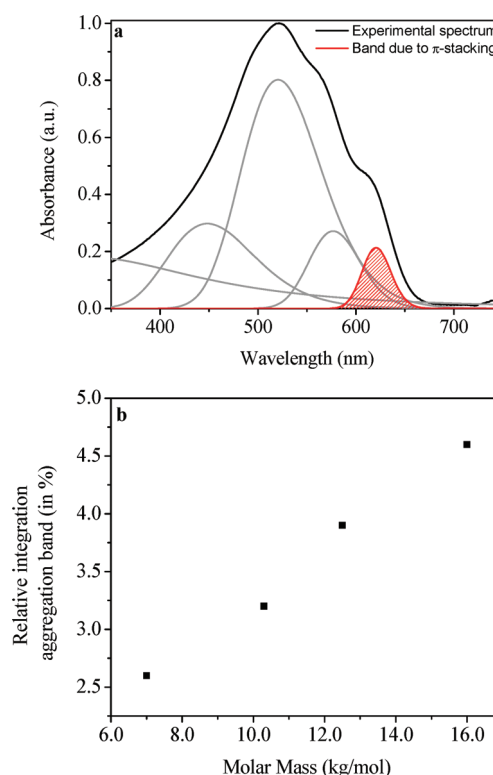 a
Experimental spectrum
Band due to π-stacking
1.0
0.8
0.6
0.4
0.2
0.0
Absorbance (a.u.)
400
500
600
700
Wavelength (nm)
b
5.0
4.5
4.0
3.5
3.0
2.5
Relative integration
aggregation band (in %)
6.0
8.0
10.0
12.0
14.0
16.0
Molar Mass (kg/mol)